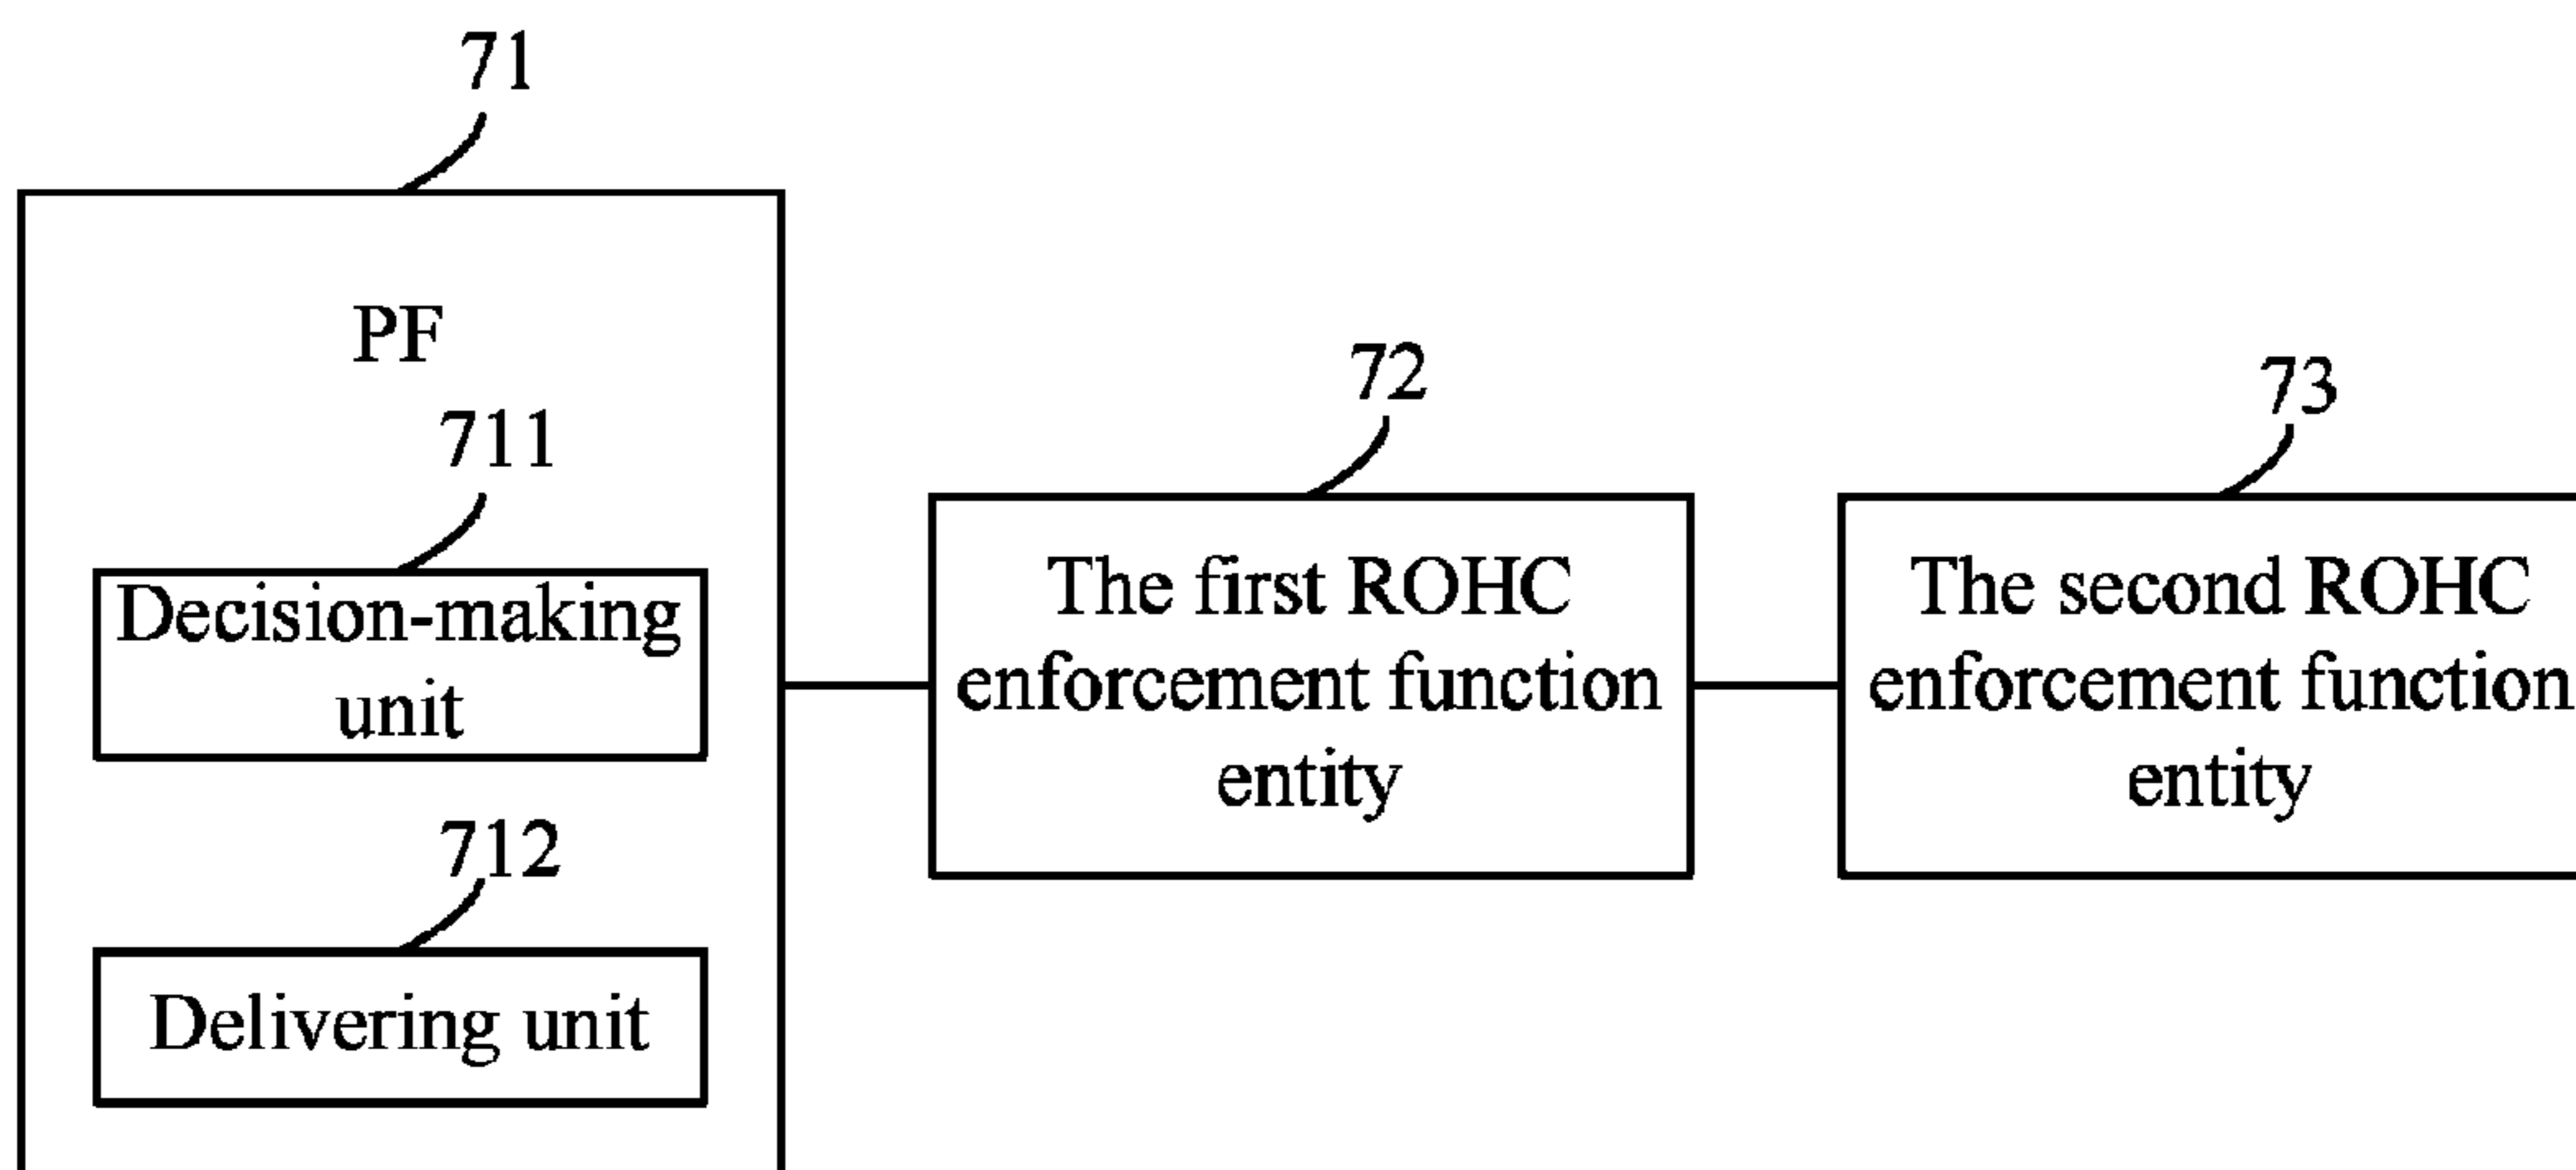 71
PF
711
Decision-making
unit
712
Delivering unit
72
The first ROHC
enforcement function
entity
73
The second ROHC
enforcement function
entity